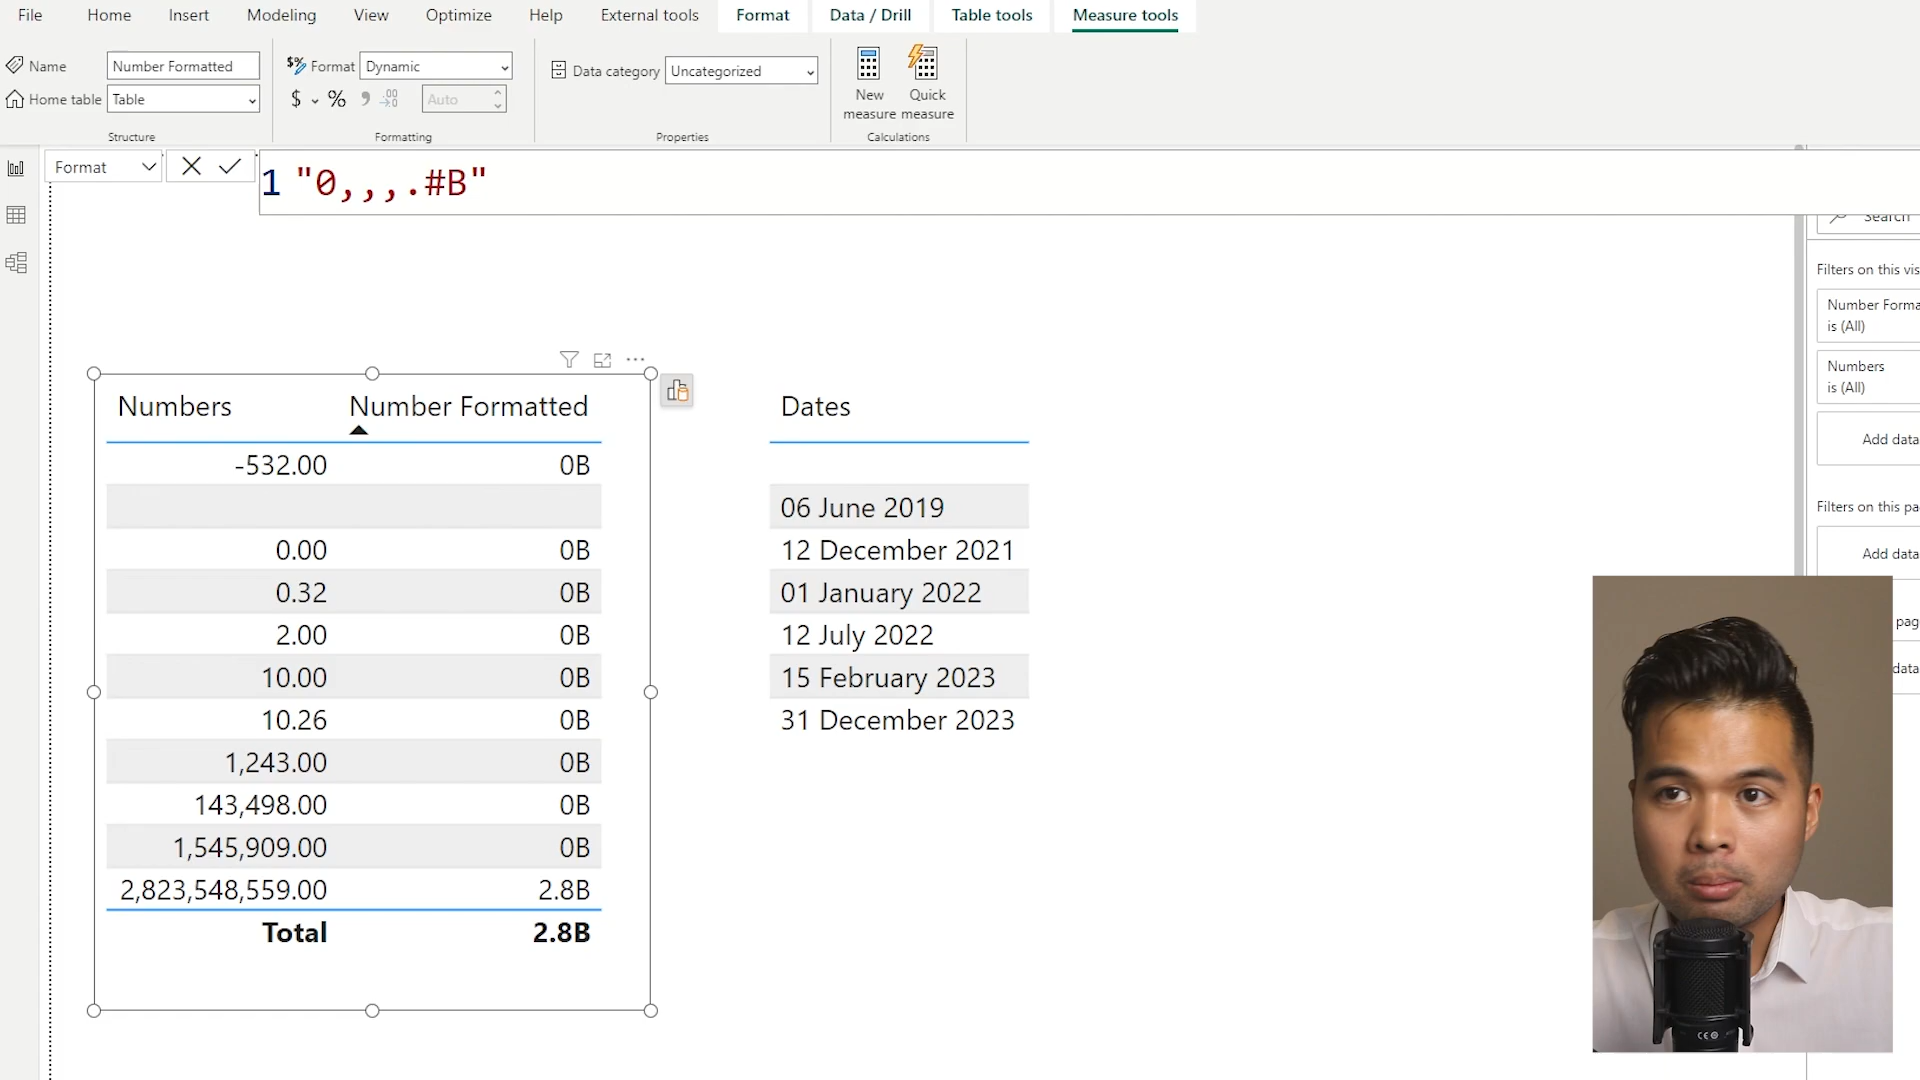 File Home Insert Modeling View Optimize Help External tools Format Data / Drill Table tools Measure tools
Name Number Formatted
Home table Table
Structure
Format Dynamic
$ % Auto
Formatting
Data category Uncategorized
Properties
New measure
Quick measure
Calculations
Format
1 "0,,,.#B"
Search
Filters on this vis
Number Forma
is (All)
Numbers
is (All)
Add data
Filters on this pa
Add data
pag
data
Numbers Number Formatted
-532.00 0B
0.00 0B
0.32 0B
2.00 0B
10.00 0B
10.26 0B
1,243.00 0B
143,498.00 0B
1,545,909.00 0B
2,823,548,559.00 2.8B
Total 2.8B
Dates
06 June 2019
12 December 2021
01 January 2022
12 July 2022
15 February 2023
31 December 2023